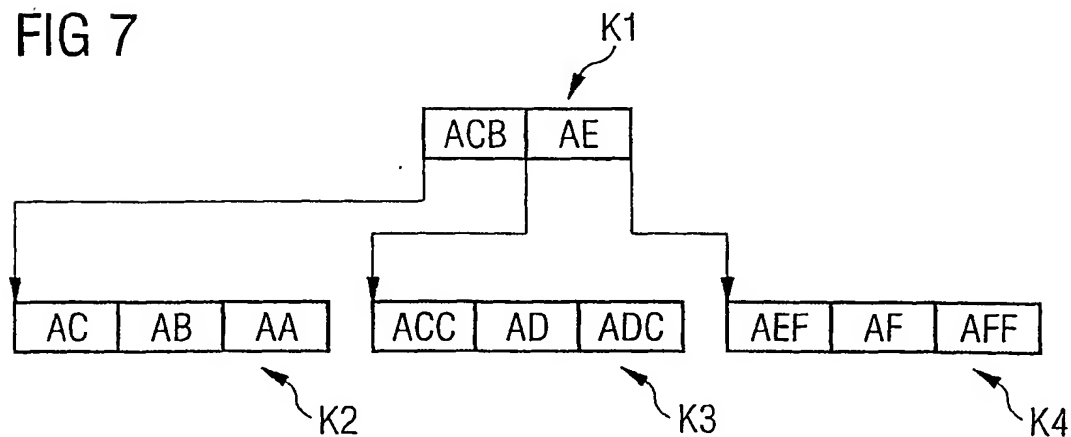 FIG 7
K1
ACB AE
AC AB AA
ACC AD ADC
AEF AF AFF
K2
K3
K4